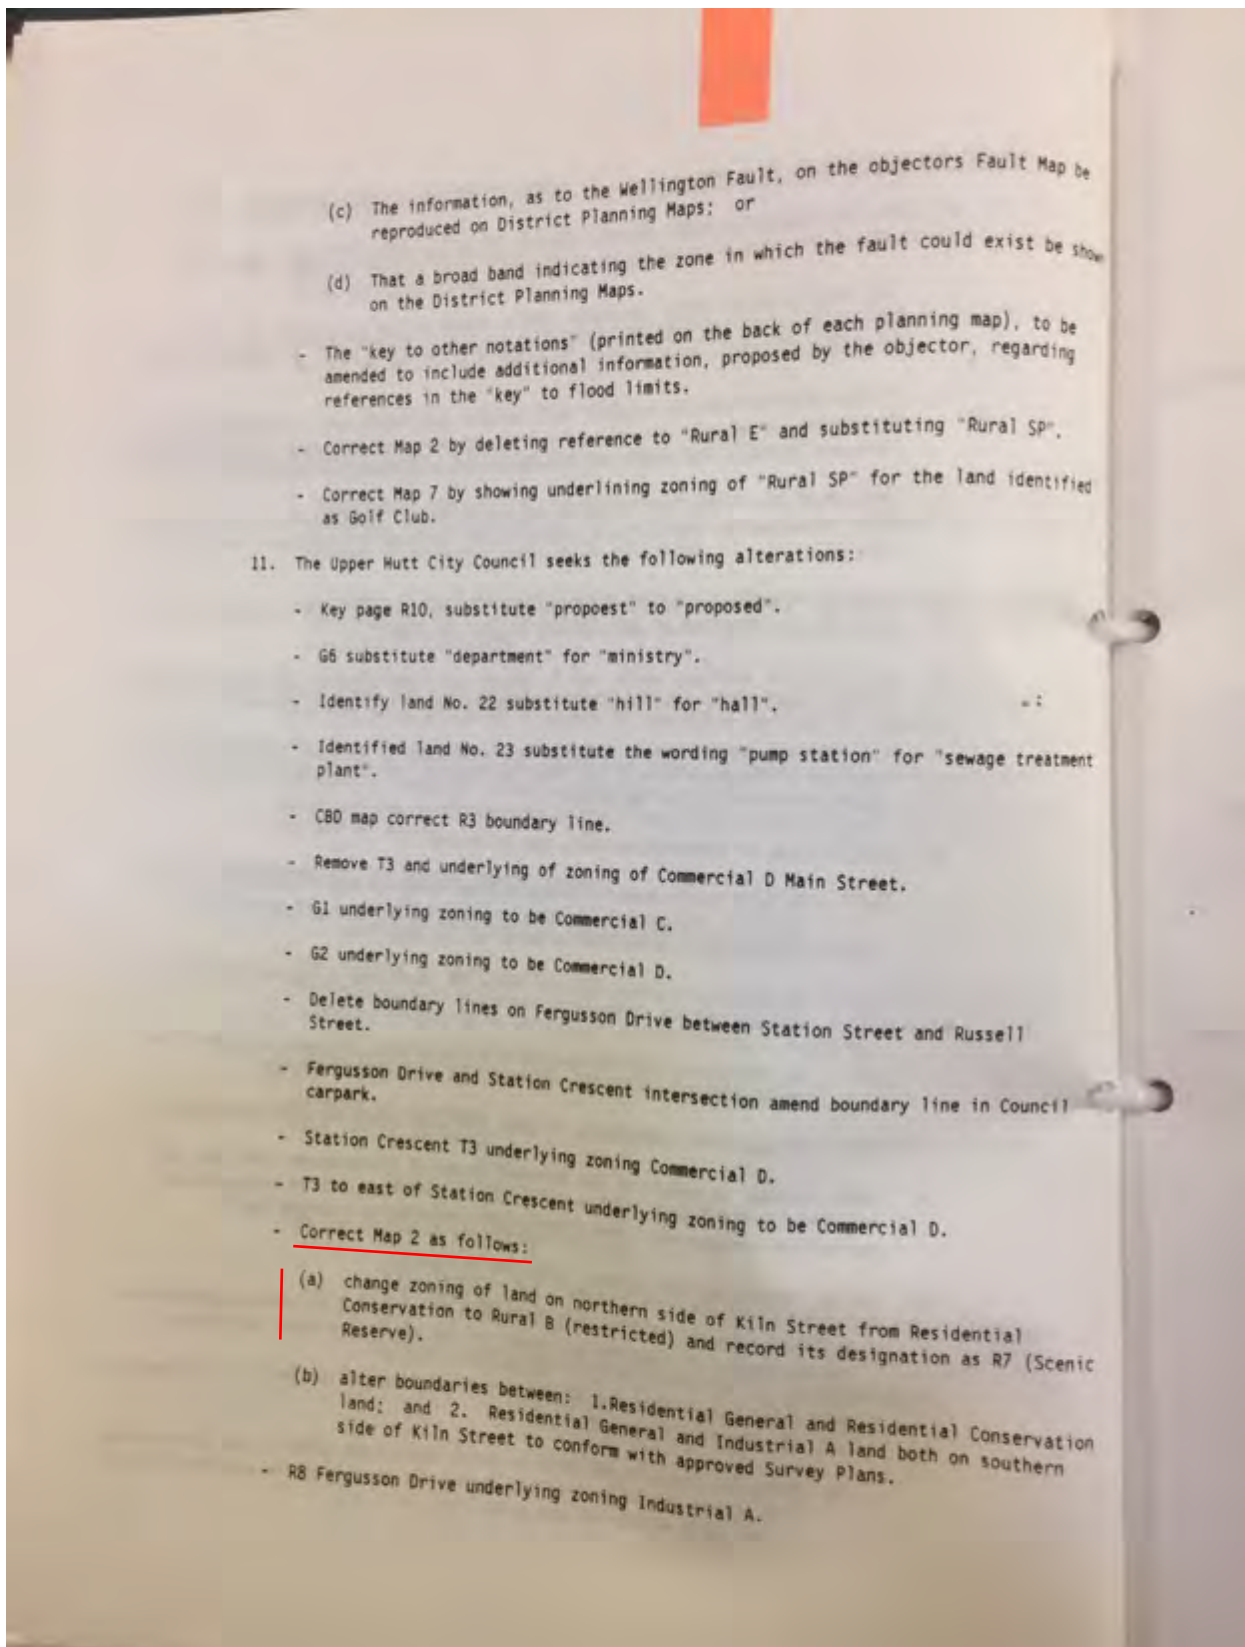 (c) The information, as to the Wellington Fault, on the objectors Fault Map be
reproduced on District Planning Maps; or
(d) That a broad band indicating the zone in which the fault could exist be shown
on the District Planning Maps.
- The "key to other notations" (printed on the back of each planning map), to be
amended to include additional information, proposed by the objector, regarding
references in the "key" to flood limits.
- Correct Map 2 by deleting reference to "Rural E" and substituting "Rural SP".
- Correct Map 7 by showing underlining zoning of "Rural SP" for the land identified
as Golf Club.
11. The Upper Hutt City Council seeks the following alterations:
- Key page R10, substitute "propoest" to "proposed".
- G6 substitute "department" for "ministry".
- Identify land No. 22 substitute "hill" for "hall".
- Identified land No. 23 substitute the wording "pump station" for "sewage treatment
plant".
- CBD map correct R3 boundary line.
- Remove T3 and underlying of zoning of Commercial D Main Street.
- G1 underlying zoning to be Commercial C.
- G2 underlying zoning to be Commercial D.
- Delete boundary lines on Fergusson Drive between Station Street and Russell
Street.
- Fergusson Drive and Station Crescent intersection amend boundary line in Council
carpark.
- Station Crescent T3 underlying zoning Commercial D.
- T3 to east of Station Crescent underlying zoning to be Commercial D.
- Correct Map 2 as follows:
(a) change zoning of land on northern side of Kiln Street from Residential
Conservation to Rural B (restricted) and record its designation as R7 (Scenic
Reserve).
(b) alter boundaries between: 1.Residential General and Residential Conservation
land; and 2. Residential General and Industrial A land both on southern
side of Kiln Street to conform with approved Survey Plans.
- R8 Fergusson Drive underlying zoning Industrial A.